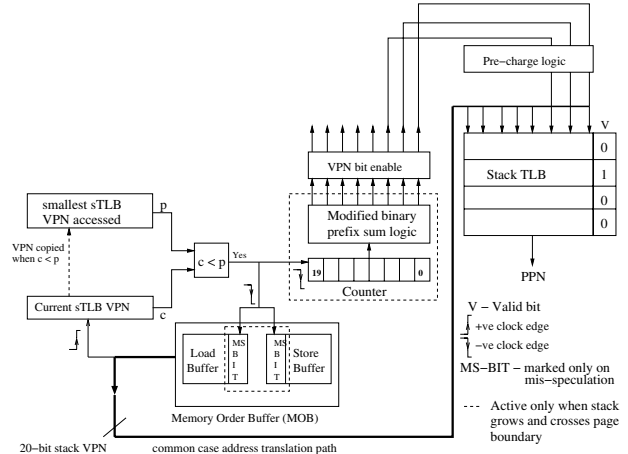 Pre-charge logic
V
0
Stack TLB
1
0
0
PPN
VPN bit enable
Modified binary
prefix sum logic
19
0
Counter
smallest sTLB
VPN accessed
p
VPN copied
when c < p
c < p
Yes
Current sTLB VPN
c
Load
Buffer
MS
B
I
T
MS
B
I
T
Store
Buffer
Memory Order Buffer (MOB)
20-bit stack VPN
common case address translation path
V - Valid bit
+ve clock edge
-ve clock edge
MS-BIT - marked only on
mis-speculation
Active only when stack
grows and crosses page
boundary